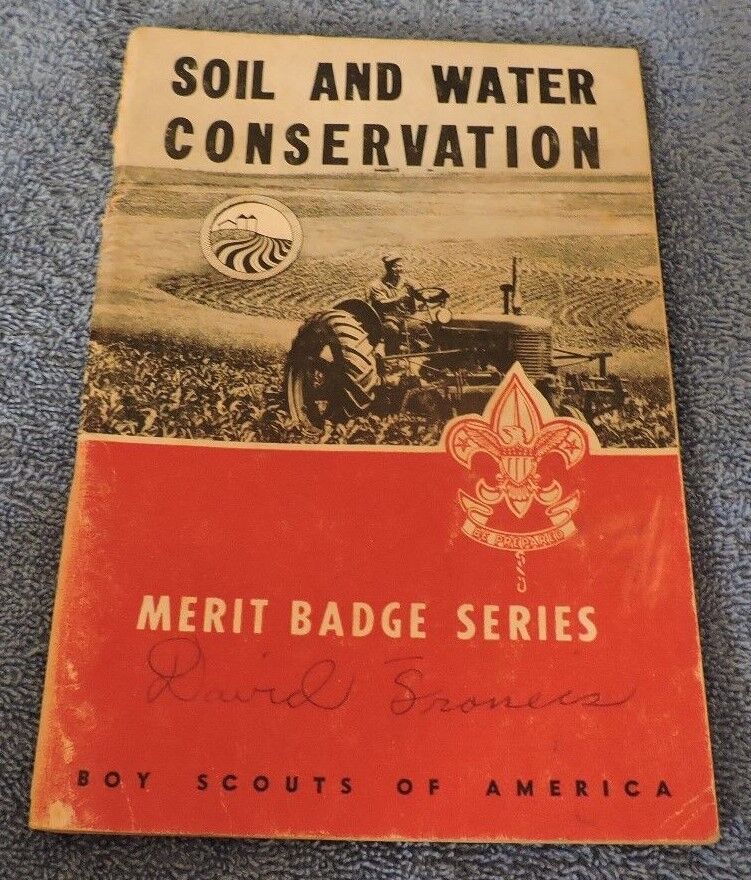 SOIL AND WATER
CONSERVATION
BE PREPARED
MERIT BADGE SERIES
David
BOY SCOUTS OF AMERICA